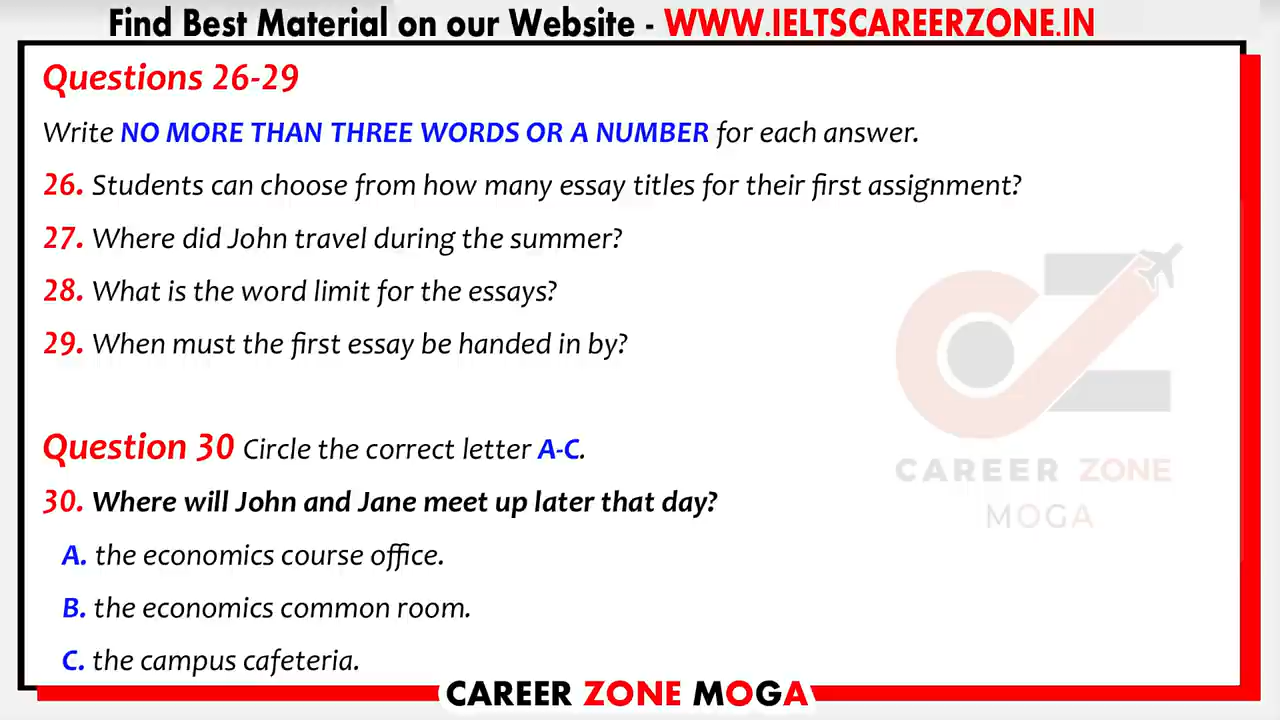 Find Best Material on our Website - WWW.IELTSCAREERZONE.IN
Questions 26-29
Write NO MORE THAN THREE WORDS OR A NUMBER for each answer.
26. Students can choose from how many essay titles for their first assignment?
27. Where did John travel during the summer?
28. What is the word limit for the essays?
29. When must the first essay be handed in by?
CAREER ZONE
MOGA
Question 30 Circle the correct letter A-C.
30. Where will John and Jane meet up later that day?
A. the economics course office.
B. the economics common room.
C. the campus cafeteria.
CAREER ZONE MOGA